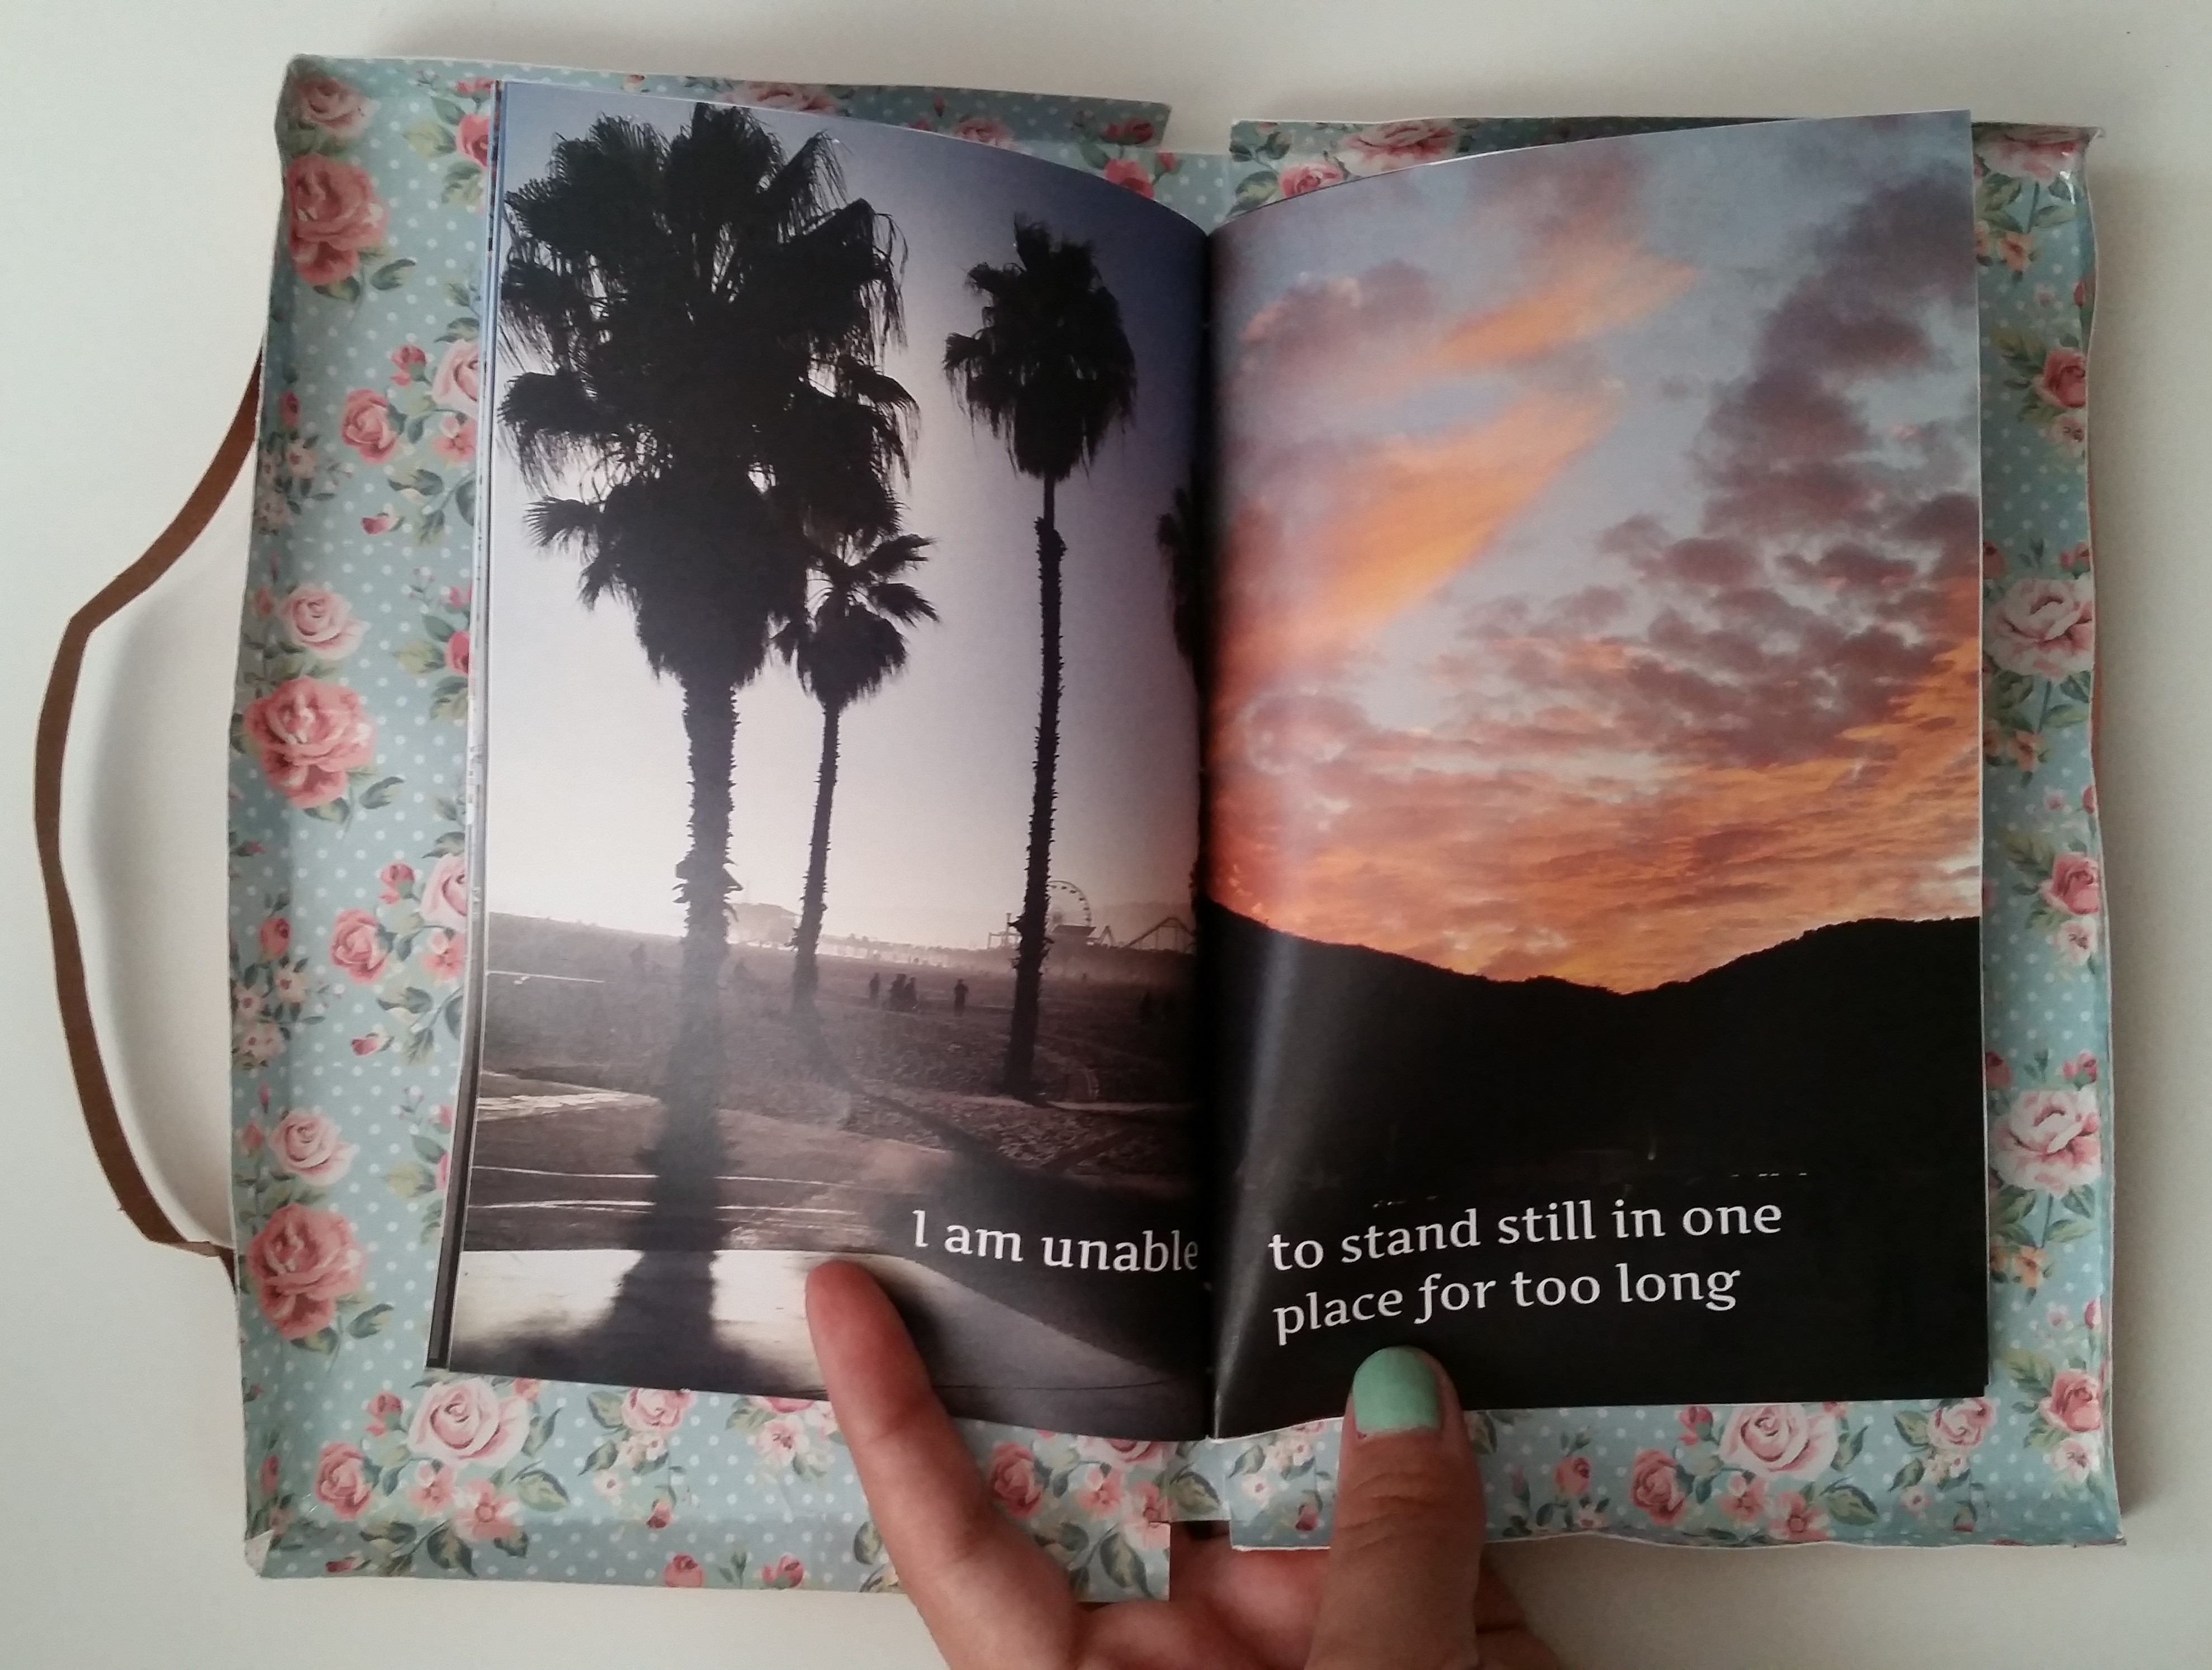 I am unable to stand still in one
place for too long